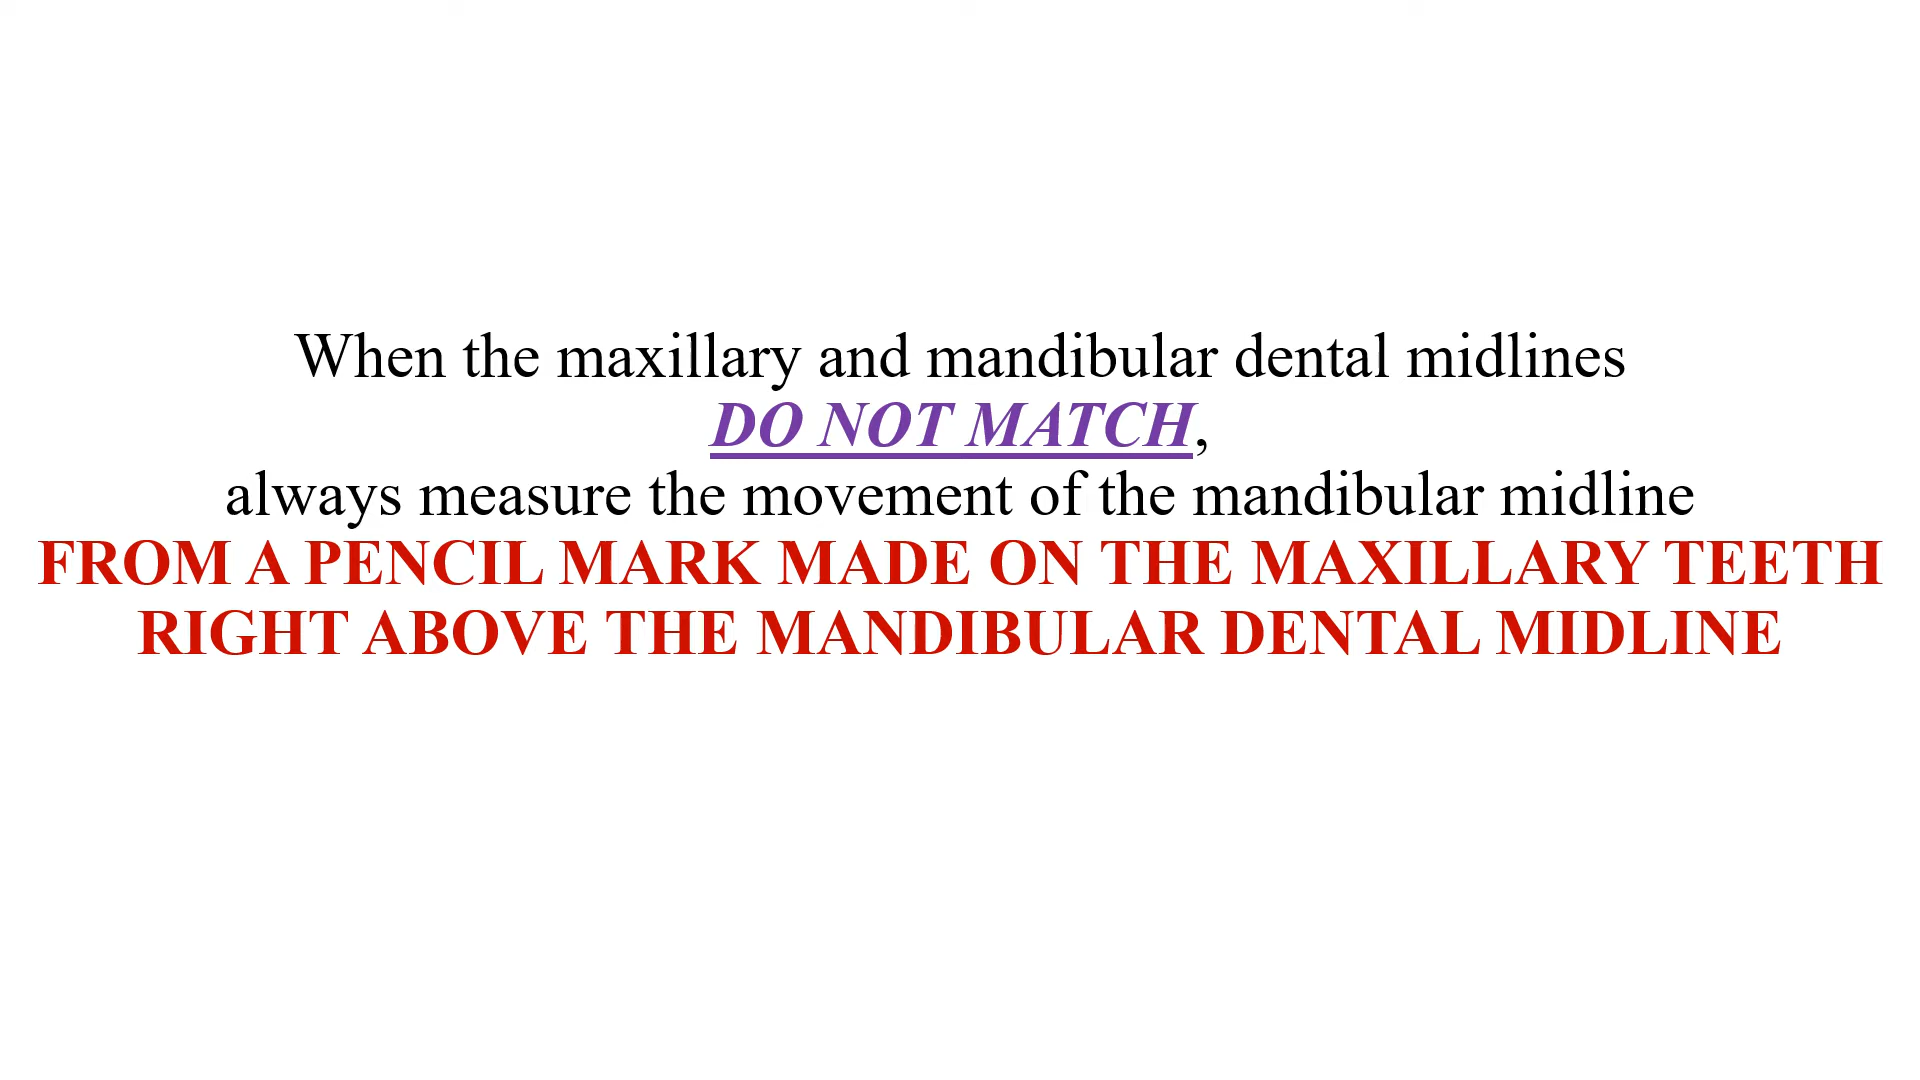 When the maxillary and mandibular dental midlines
DO NOT MATCH,
always measure the movement of the mandibular midline
FROM A PENCIL MARK MADE ON THE MAXILLARY TEETH
RIGHT ABOVE THE MANDIBULAR DENTAL MIDLINE